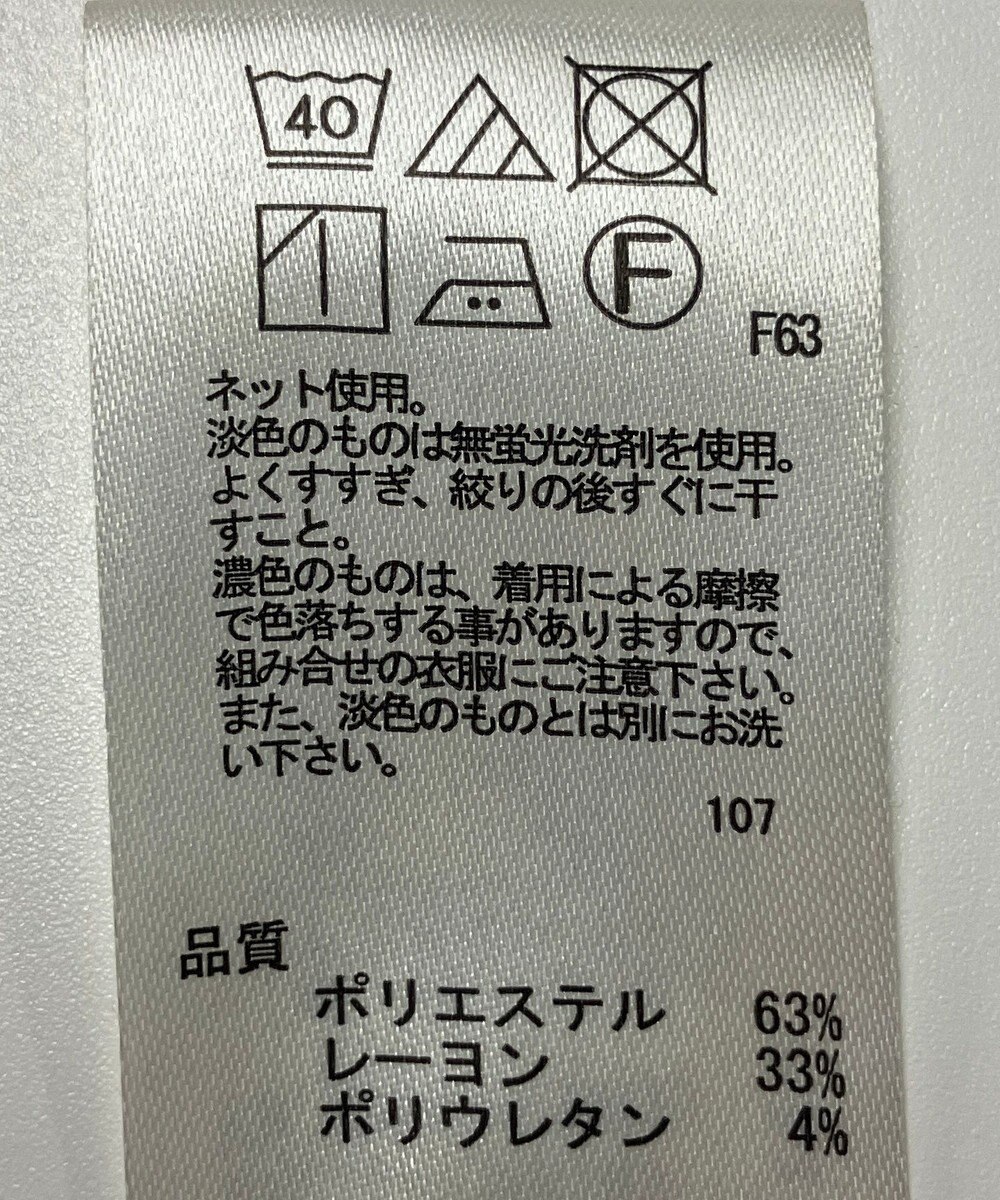 40
F
F63
ネット使用。
淡色のものは無蛍光洗剤を使用。
よくすすぎ、絞りの後すぐに干
すこと。
濃色のものは、着用による摩擦
で色落ちする事がありますので、
組み合せの衣服にご注意下さい。
また、淡色のものとは別にお洗
い下さい。
107
品質
ポリエステル 63%
レーヨン 33%
ポリウレタン 4%